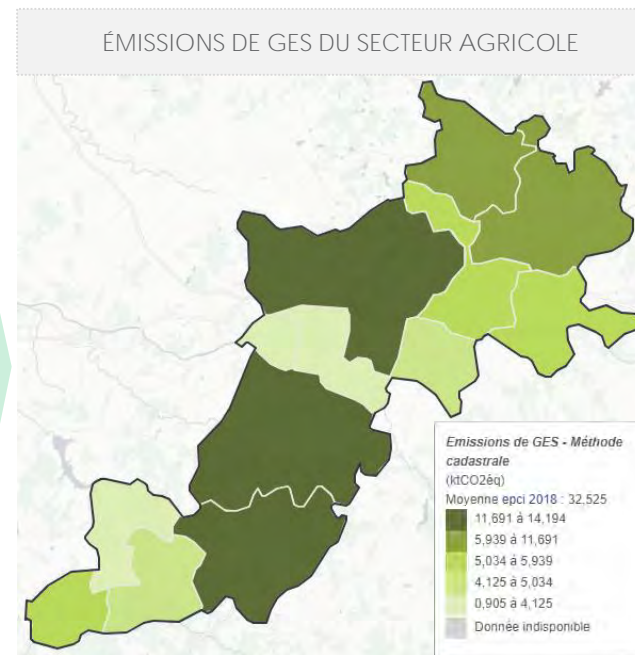 ÉMISSIONS DE GES DU SECTEUR AGRICOLE
Emissions de GES - Méthode
cadastrale
(ktCO2éq)
Moyenne epci 2018 : 32,525
11,691 à 14,194
5,939 à 11,691
5,034 à 5,939
4,125 à 5,034
0,905 à 4,125
Donnée indisponible